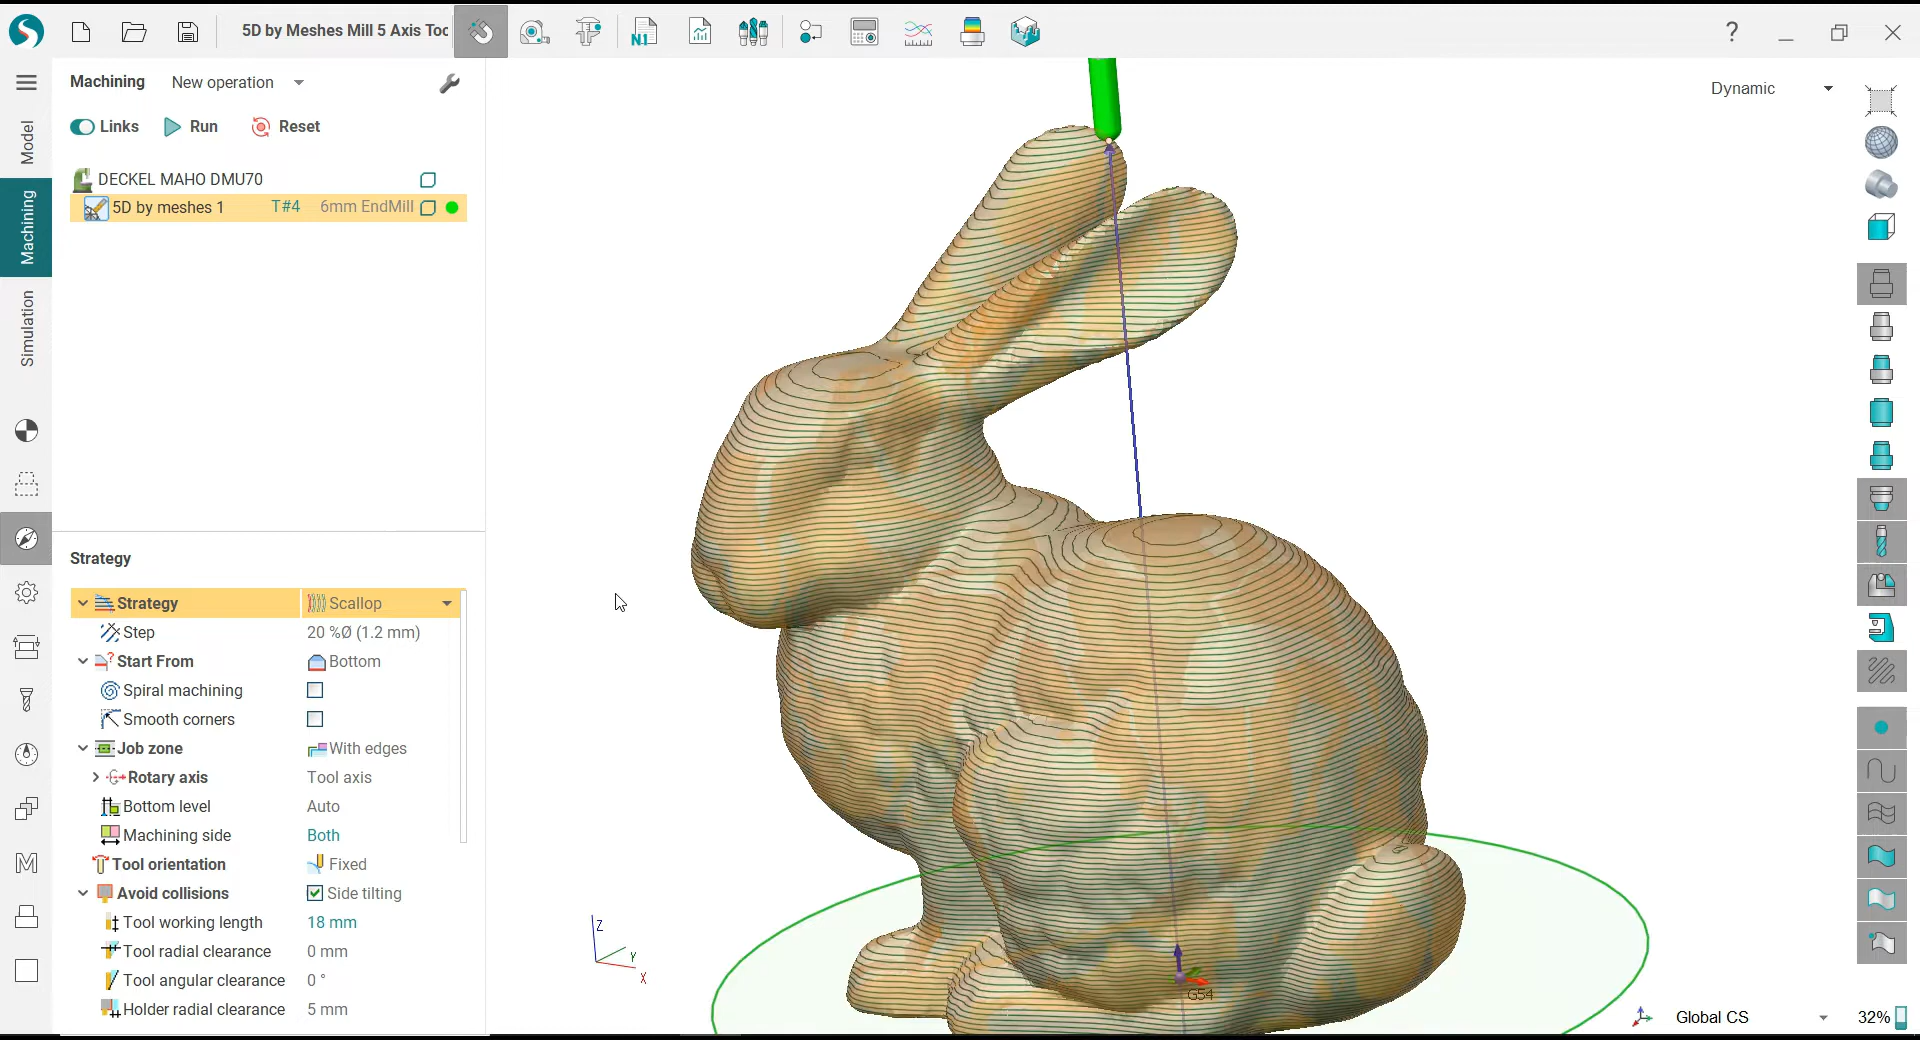 5D by Meshes Mill 5 Axis Toc
N1
?
Machining
New operation
Dynamic
Links
Run
Reset
Model
Machining
Simulation
DECKEL MAHO DMU70
5D by meshes 1
T#4
6mm EndMill
Strategy
Strategy
Scallop
Step
20 %Ø (1.2 mm)
Start From
Bottom
Spiral machining
Smooth corners
Job zone
With edges
Rotary axis
Tool axis
Bottom level
Auto
Machining side
Both
Tool orientation
Fixed
Avoid collisions
Side tilting
Tool working length
18 mm
Tool radial clearance
0 mm
Tool angular clearance
0 °
Holder radial clearance
5 mm
M
Z
Y
X
G54
Global CS
32%